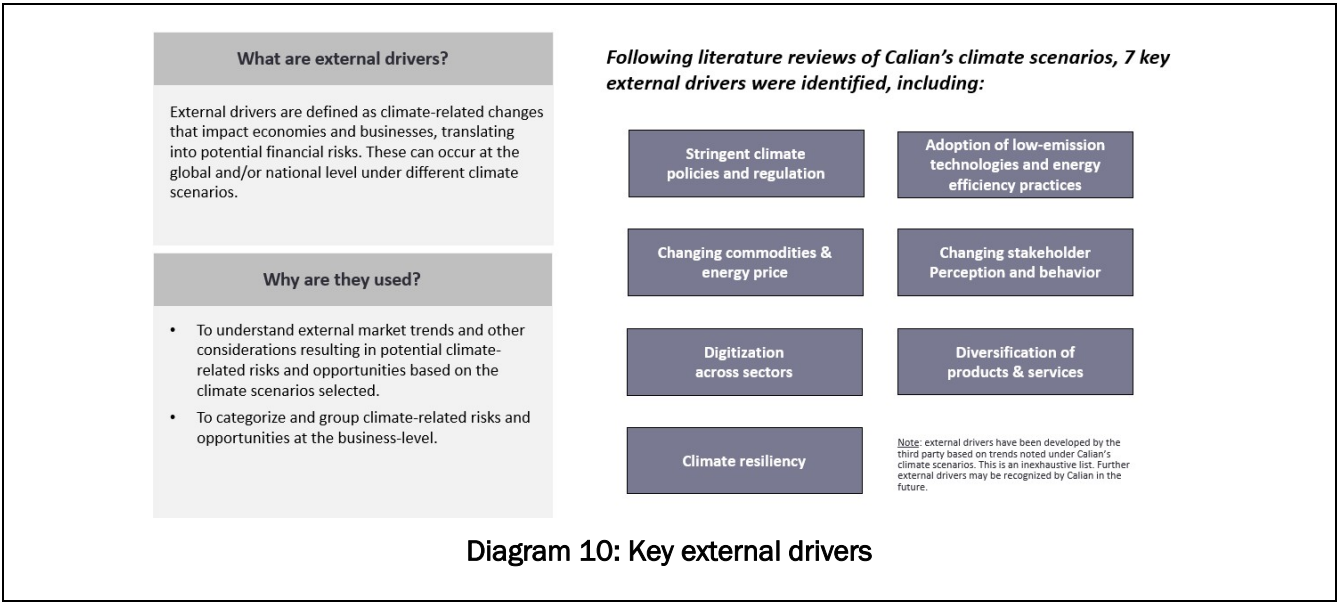 What are external drivers?
External drivers are defined as climate-related changes
that impact economies and businesses, translating
into potential financial risks. These can occur at the
global and/or national level under different climate
scenarios.
Why are they used?
• To understand external market trends and other
considerations resulting in potential climate-
related risks and opportunities based on the
climate scenarios selected.
• To categorize and group climate-related risks and
opportunities at the business-level.
Following literature reviews of Calian’s climate scenarios, 7 key
external drivers were identified, including:
Stringent climate
policies and regulation
Adoption of low-emission
technologies and energy
efficiency practices
Changing commodities &
energy price
Changing stakeholder
Perception and behavior
Digitization
across sectors
Diversification of
products & services
Climate resiliency
Note: external drivers have been developed by the
third party based on trends noted under Calian’s
climate scenarios. This is an inexhaustive list. Further
external drivers may be recognized by Calian in the
future.
Diagram 10: Key external drivers